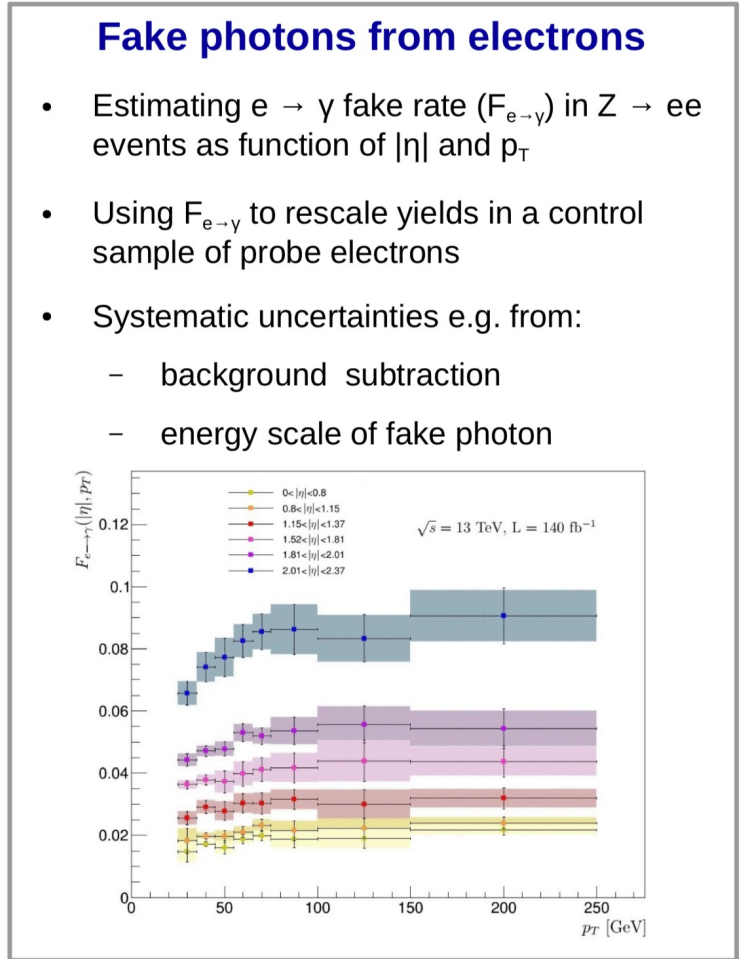 Fake photons from electrons
• Estimating e → γ fake rate (Fe→γ) in Z → ee
events as function of |η| and pT
• Using Fe→γ to rescale yields in a control
sample of probe electrons
• Systematic uncertainties e.g. from:
– background subtraction
– energy scale of fake photon
Fe→γ(|η|, pT)
0<|η|<0.8
0.8<|η|<1.15
1.15<|η|<1.37
1.52<|η|<1.81
1.81<|η|<2.01
2.01<|η|<2.37
√s = 13 TeV, L = 140 fb⁻¹
0.12
0.1
0.08
0.06
0.04
0.02
0
0 50 100 150 200 250
pT [GeV]